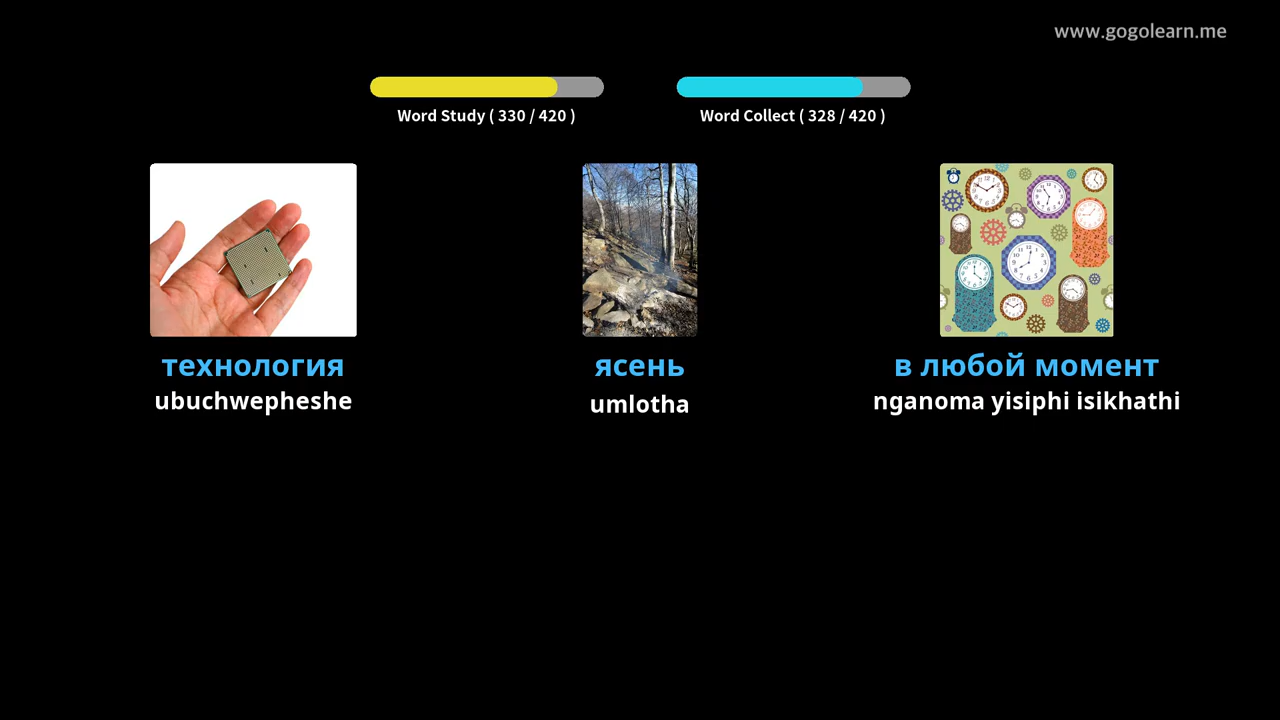 www.gogolearn.me
Word Study ( 330 / 420 )
Word Collect ( 328 / 420 )
технология
ubuchwepheshe
ясень
umlotha
в любой момент
nganoma yisiphi isikhathi